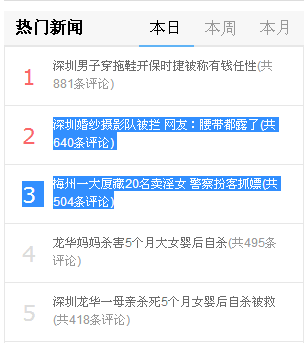 热门新闻 本日 本周 本月
1 深圳男子穿拖鞋开保时捷被称有钱任性(共
881条评论)
2 深圳婚纱摄影队被拦 网友：腰带都露了(共
640条评论)
3 梅州一大厦藏20名卖淫女 警察扮客抓嫖(共
504条评论)
4 龙华妈妈杀害5个月大女婴后自杀(共495条
评论)
5 深圳龙华一母亲杀死5个月女婴后自杀被救
(共418条评论)